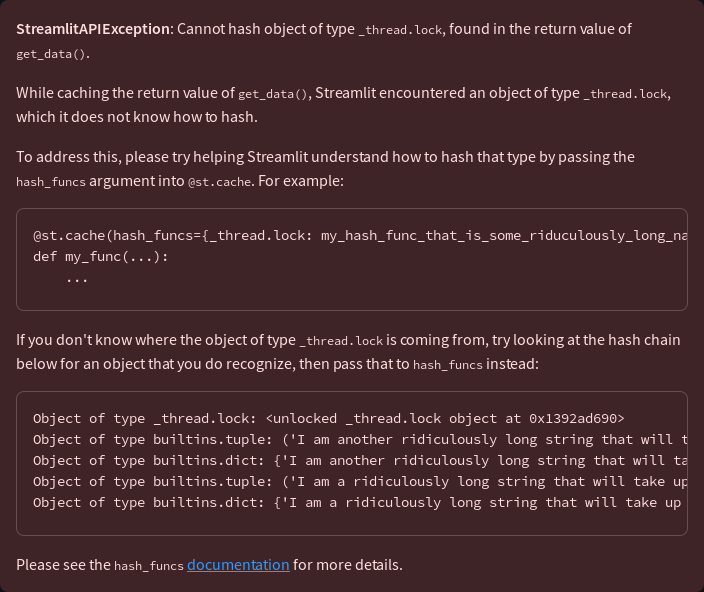 StreamlitAPIException: Cannot hash object of type _thread.lock, found in the return value of
get_data().
While caching the return value of get_data(), Streamlit encountered an object of type _thread.lock,
which it does not know how to hash.
To address this, please try helping Streamlit understand how to hash that type by passing the
hash_funcs argument into @st.cache. For example:
@st.cache(hash_funcs={_thread.lock: my_hash_func_that_is_some_riduculously_long_na
def my_func(...):
    ...
If you don't know where the object of type _thread.lock is coming from, try looking at the hash chain
below for an object that you do recognize, then pass that to hash_funcs instead:
Object of type _thread.lock: <unlocked _thread.lock object at 0x1392ad690>
Object of type builtins.tuple: ('I am another ridiculously long string that will t
Object of type builtins.dict: {'I am another ridiculously long string that will ta
Object of type builtins.tuple: ('I am a ridiculously long string that will take up
Object of type builtins.dict: {'I am a ridiculously long string that will take up
Please see the hash_funcs documentation for more details.